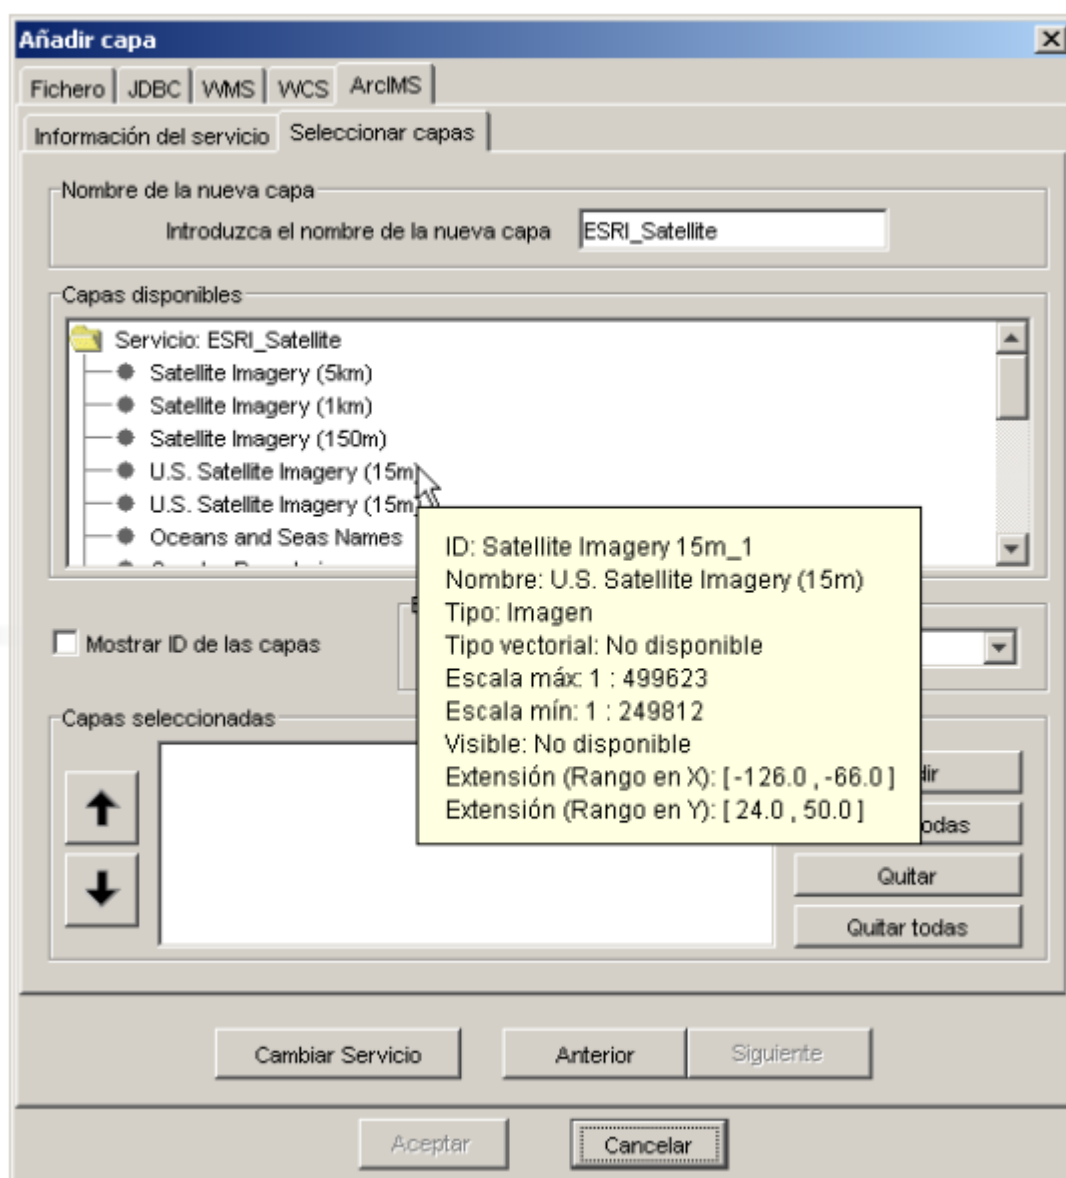 Añadir capa
Fichero JDBC WMS WCS ArcIMS
Información del servicio Seleccionar capas
Nombre de la nueva capa
Introduzca el nombre de la nueva capa ESRI_Satellite
Capas disponibles
Servicio: ESRI_Satellite
Satellite Imagery (5km)
Satellite Imagery (1km)
Satellite Imagery (150m)
U.S. Satellite Imagery (15m)
U.S. Satellite Imagery (15m)
Oceans and Seas Names
ID: Satellite Imagery 15m_1
Nombre: U.S. Satellite Imagery (15m)
Tipo: Imagen
Tipo vectorial: No disponible
Escala máx: 1 : 499623
Escala mín: 1 : 249812
Visible: No disponible
Extensión (Rango en X): [ -126.0 , -66.0 ]
Extensión (Rango en Y): [ 24.0 , 50.0 ]
Mostrar ID de las capas
Capas seleccionadas
Quitar
Quitar todas
Cambiar Servicio Anterior Siguiente
Aceptar Cancelar